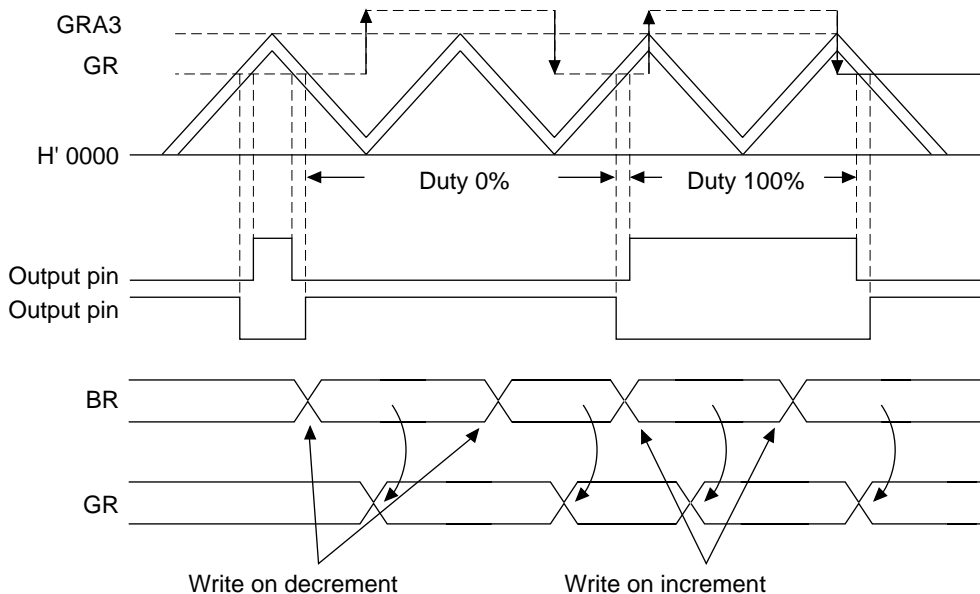 GRA3
GR
H' 0000
Duty 0%
Duty 100%
Output pin
Output pin
BR
GR
Write on decrement
Write on increment